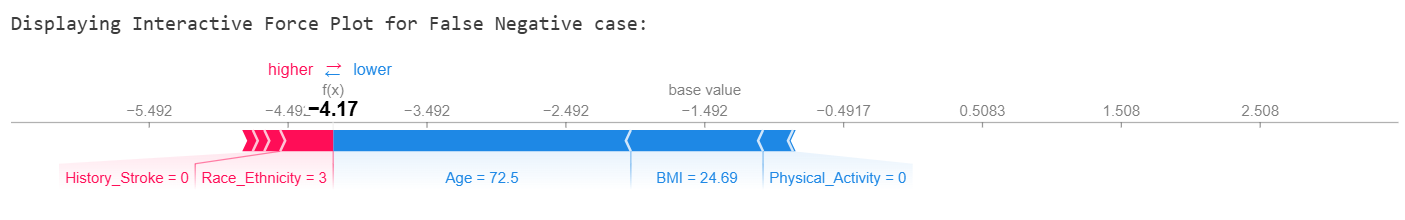 Displaying Interactive Force Plot for False Negative case:
higher ⇄ lower
f(x) base value
−5.492 −4.492 −4.17 −3.492 −2.492 −1.492 −0.4917 0.5083 1.508 2.508
History_Stroke = 0 Race_Ethnicity = 3 Age = 72.5 BMI = 24.69 Physical_Activity = 0